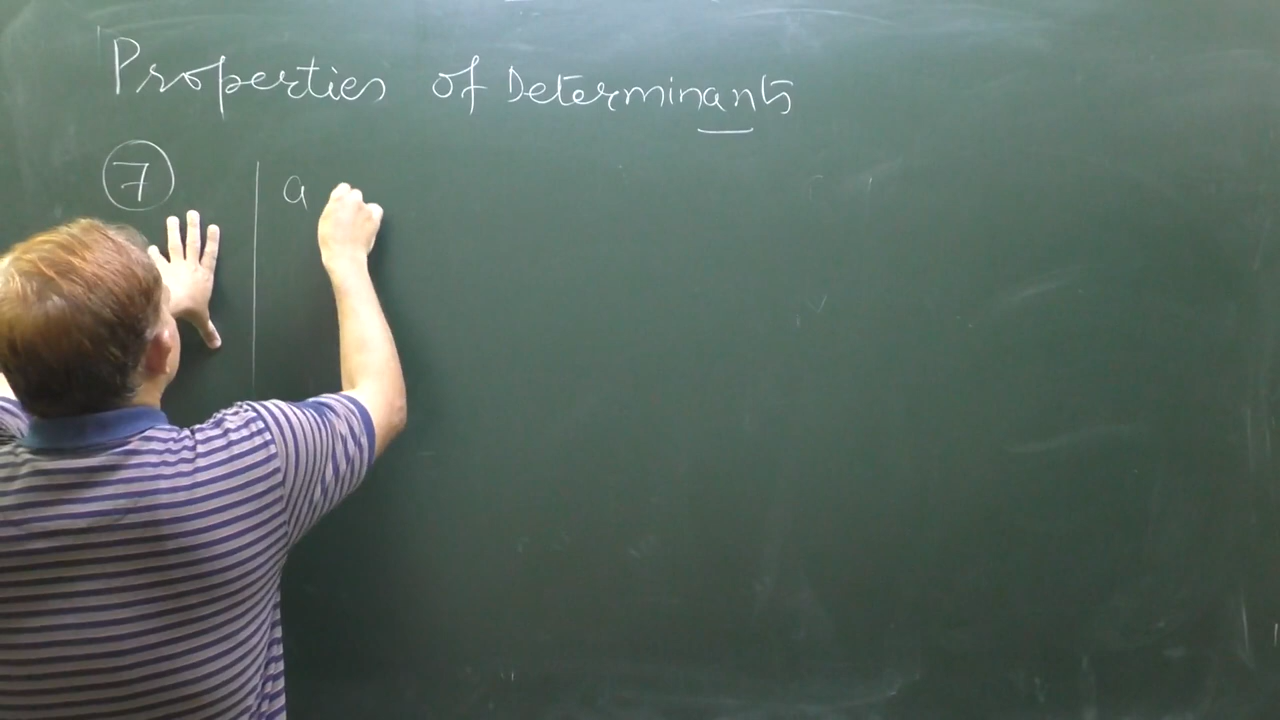 Properties of Determinants
7 | a